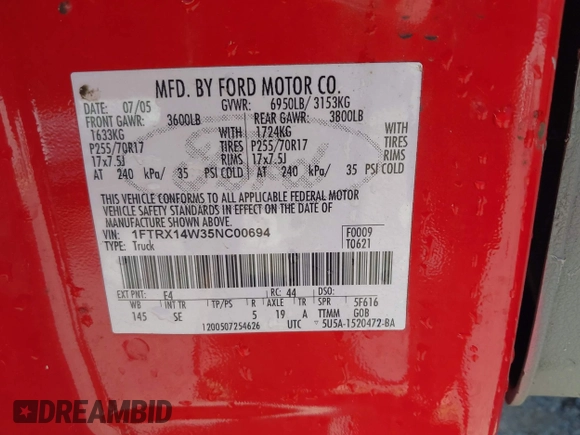 MFD. BY FORD MOTOR CO.
DATE: 07/05 GVWR: 6950LB/ 3153KG
FRONT GAWR: 3600LB REAR GAWR: 3800LB
1633KG WITH 1724KG WITH
P255/70R17 TIRES P255/70R17 TIRES
17x7.5J RIMS 17x7.5J RIMS
AT 240 kPa/ 35 PSI COLD AT 240 kPa/ 35 PSI COLD
THIS VEHICLE CONFORMS TO ALL APPLICABLE FEDERAL MOTOR
VEHICLE SAFETY STANDARDS IN EFFECT ON THE DATE OF
MANUFACTURE SHOWN ABOVE.
VIN: 1FTRX14W35NC00694 F0009
TYPE: Truck T0621
EXT PNT: E4 RC: 44 DSO:
WB INT TR TP/PS R AXLE TR SPR 5F616
145 SE 5 19 A TTMM GOB
1200507254626 UTC 5U5A-1520472-BA
Ford
DREAMBID